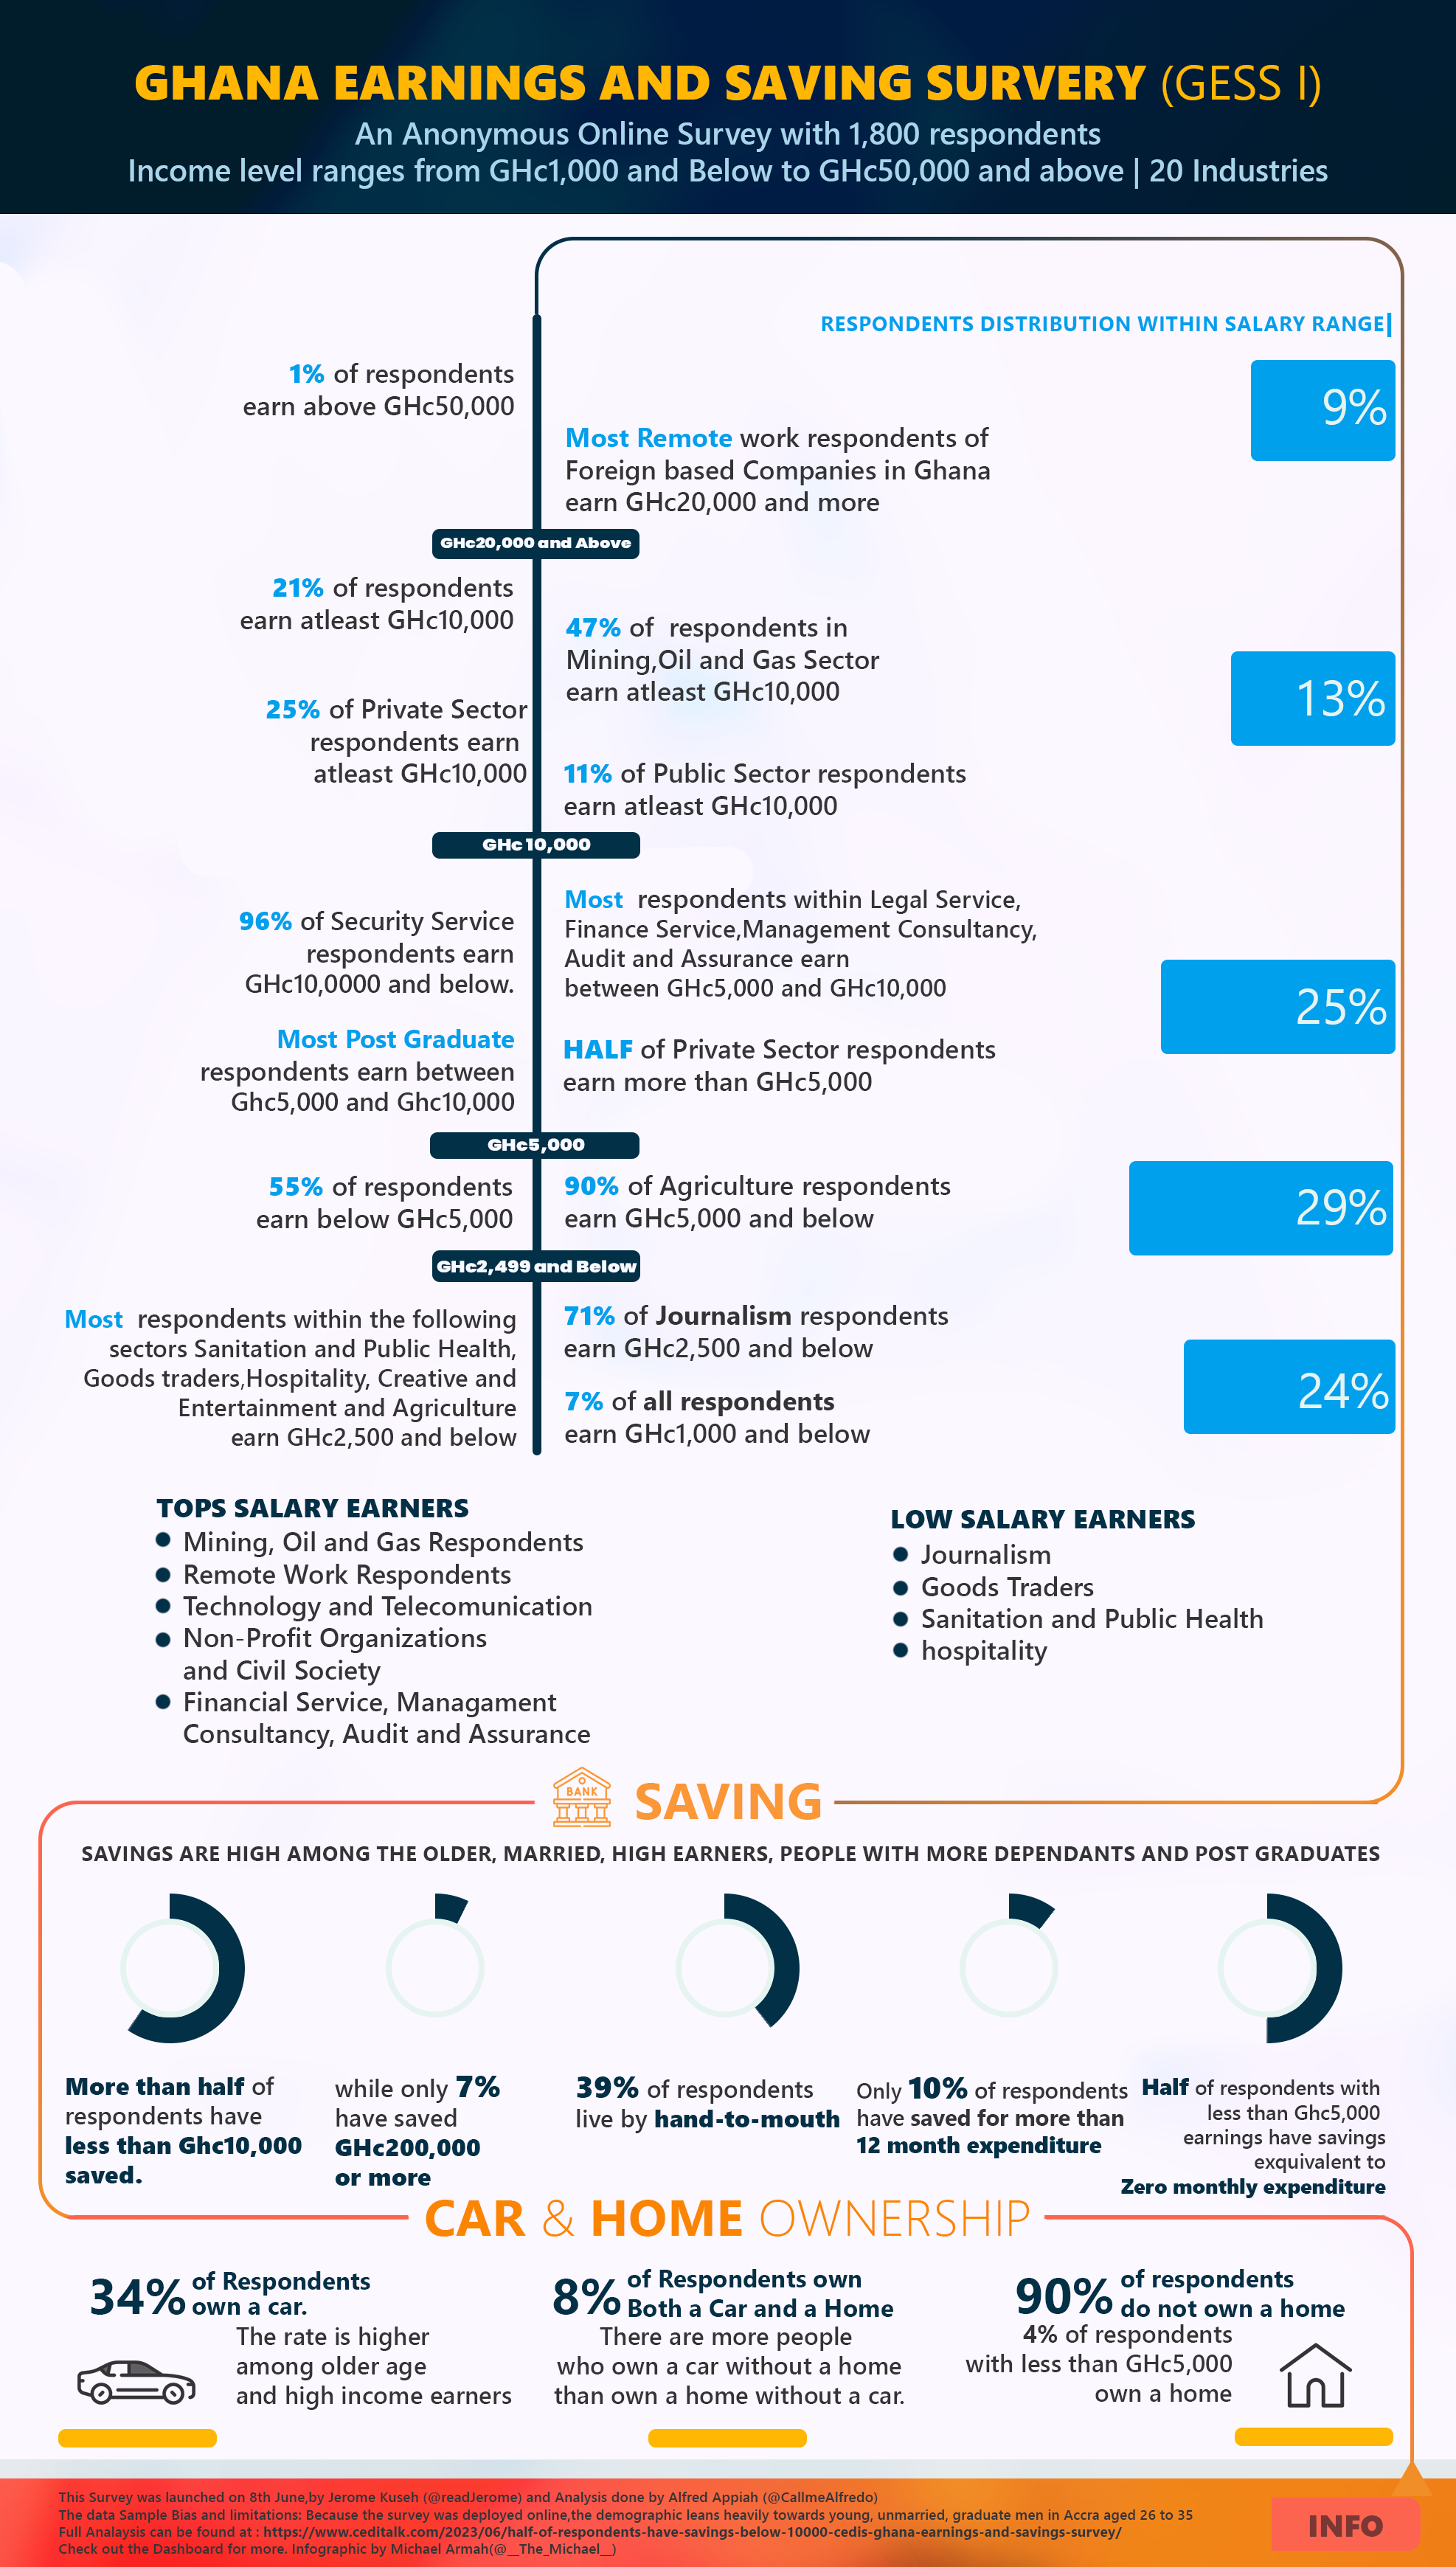 GHANA EARNINGS AND SAVING SURVERY (GESS I)
An Anonymous Online Survey with 1,800 respondents
Income level ranges from GHc1,000 and Below to GHc50,000 and above | 20 Industries
RESPONDENTS DISTRIBUTION WITHIN SALARY RANGE|
1% of respondents
earn above GHc50,000
9%
Most Remote work respondents of
Foreign based Companies in Ghana
earn GHc20,000 and more
GHc20,000 and Above
21% of respondents
earn atleast GHc10,000
47% of respondents in
Mining,Oil and Gas Sector
earn atleast GHc10,000
13%
25% of Private Sector
respondents earn
atleast GHc10,000
11% of Public Sector respondents
earn atleast GHc10,000
GHc 10,000
96% of Security Service
respondents earn
GHc10,0000 and below.
Most respondents within Legal Service,
Finance Service,Management Consultancy,
Audit and Assurance earn
between GHc5,000 and GHc10,000
25%
Most Post Graduate
respondents earn between
Ghc5,000 and Ghc10,000
HALF of Private Sector respondents
earn more than GHc5,000
GHc5,000
55% of respondents
earn below GHc5,000
90% of Agriculture respondents
earn GHc5,000 and below
29%
GHc2,499 and Below
Most respondents within the following
sectors Sanitation and Public Health,
Goods traders,Hospitality, Creative and
Entertainment and Agriculture
earn GHc2,500 and below
71% of Journalism respondents
earn GHc2,500 and below
7% of all respondents
earn GHc1,000 and below
24%
TOPS SALARY EARNERS
Mining, Oil and Gas Respondents
Remote Work Respondents
Technology and Telecomunication
Non-Profit Organizations
and Civil Society
Financial Service, Managament
Consultancy, Audit and Assurance
LOW SALARY EARNERS
Journalism
Goods Traders
Sanitation and Public Health
hospitality
BANK
SAVING
SAVINGS ARE HIGH AMONG THE OLDER, MARRIED, HIGH EARNERS, PEOPLE WITH MORE DEPENDANTS AND POST GRADUATES
More than half of
respondents have
less than Ghc10,000
saved.
while only 7%
have saved
GHc200,000
or more
39% of respondents
live by hand-to-mouth
Only 10% of respondents
have saved for more than
12 month expenditure
Half of respondents with
less than Ghc5,000
earnings have savings
exquivalent to
Zero monthly expenditure
CAR & HOME OWNERSHIP
34% of Respondents
own a car.
The rate is higher
among older age
and high income earners
8% of Respondents own
Both a Car and a Home
There are more people
who own a car without a home
than own a home without a car.
90% of respondents
do not own a home
4% of respondents
with less than GHc5,000
own a home
This Survey was launched on 8th June,by Jerome Kuseh (@readJerome) and Analysis done by Alfred Appiah (@CallmeAlfredo)
The data Sample Bias and limitations: Because the survey was deployed online,the demographic leans heavily towards young, unmarried, graduate men in Accra aged 26 to 35
Full Analaysis can be found at : https://www.ceditalk.com/2023/06/half-of-respondents-have-savings-below-10000-cedis-ghana-earnings-and-savings-survey/
Check out the Dashboard for more. Infographic by Michael Armah(@__The_Michael__)
INFO